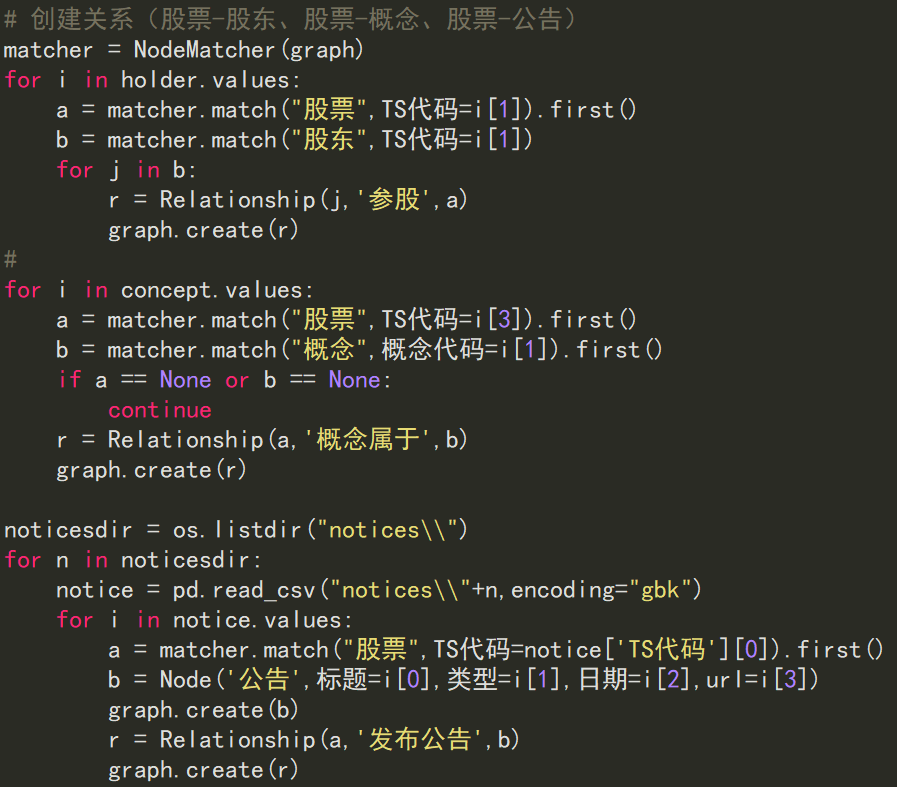 # 创建关系（股票-股东、股票-概念、股票-公告）
matcher = NodeMatcher(graph)
for i in holder.values:
    a = matcher.match("股票",TS代码=i[1]).first()
    b = matcher.match("股东",TS代码=i[1])
    for j in b:
        r = Relationship(j,'参股',a)
        graph.create(r)
#
for i in concept.values:
    a = matcher.match("股票",TS代码=i[3]).first()
    b = matcher.match("概念",概念代码=i[1]).first()
    if a == None or b == None:
        continue
    r = Relationship(a,'概念属于',b)
    graph.create(r)

noticesdir = os.listdir("notices\\")
for n in noticesdir:
    notice = pd.read_csv("notices\\"+n,encoding="gbk")
    for i in notice.values:
        a = matcher.match("股票",TS代码=notice['TS代码'][0]).first()
        b = Node('公告',标题=i[0],类型=i[1],日期=i[2],url=i[3])
        graph.create(b)
        r = Relationship(a,'发布公告',b)
        graph.create(r)